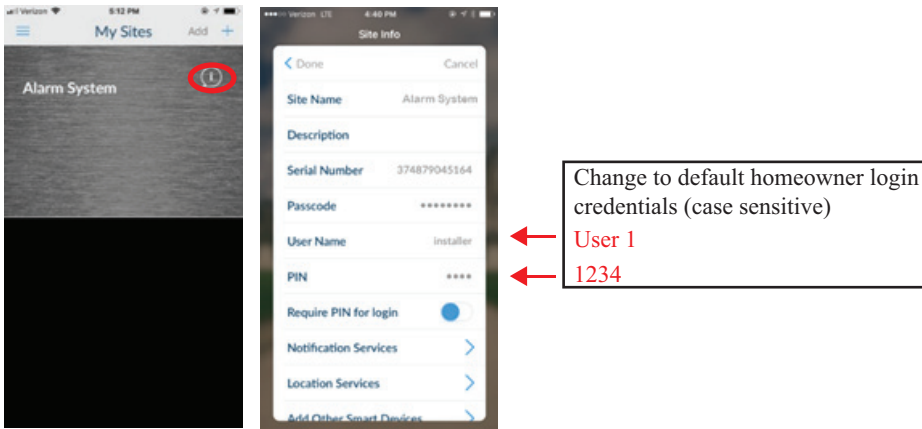 Verizon 5:12 PM
My Sites Add +
Alarm System
Verizon LTE 4:40 PM
Site Info
Done Cancel
Site Name Alarm System
Description
Serial Number 374879045164
Passcode ********
User Name installer
PIN ****
Require PIN for login
Notification Services
Location Services
Add Other Smart Devices
Change to default homeowner login
credentials (case sensitive)
User 1
1234